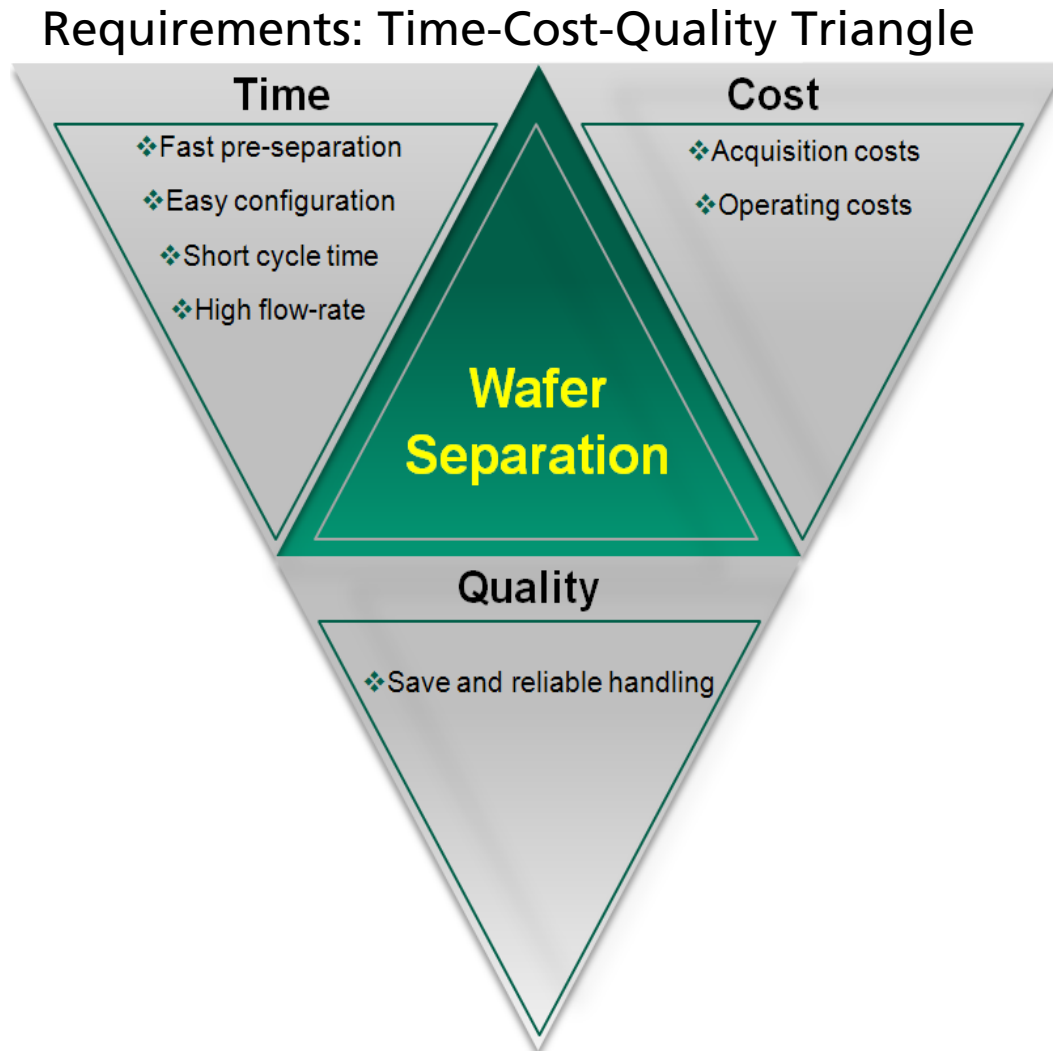 Requirements: Time-Cost-Quality Triangle
Time
❖Fast pre-separation
❖Easy configuration
❖Short cycle time
❖High flow-rate
Cost
❖Acquisition costs
❖Operating costs
Wafer
Separation
Quality
❖Save and reliable handling